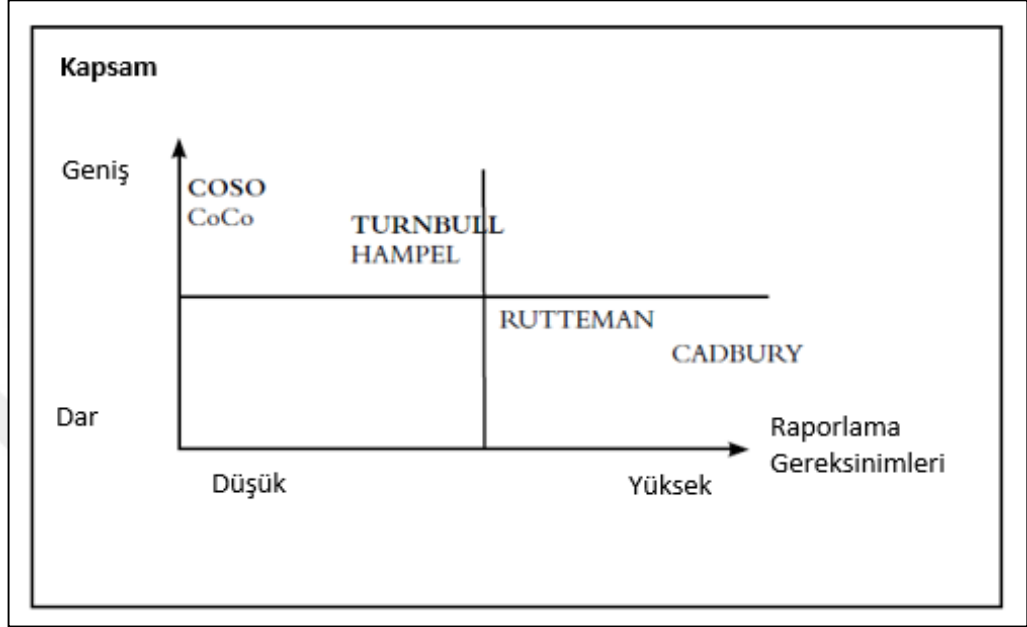 Kapsam
Geniş
COSO
CoCo
TURNBULL
HAMPEL
RUTTEMAN
CADBURY
Dar
Raporlama
Gereksinimleri
Düşük
Yüksek